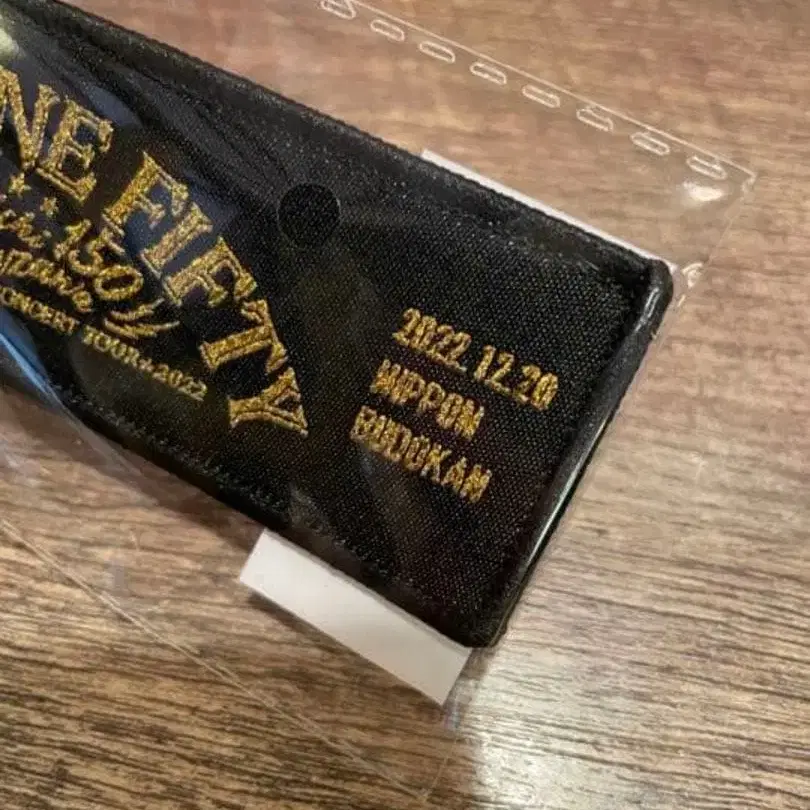 NE FIFTY
150
CONCERT TOUR 2022
2022.12.20
NIPPON
BUDOKAN